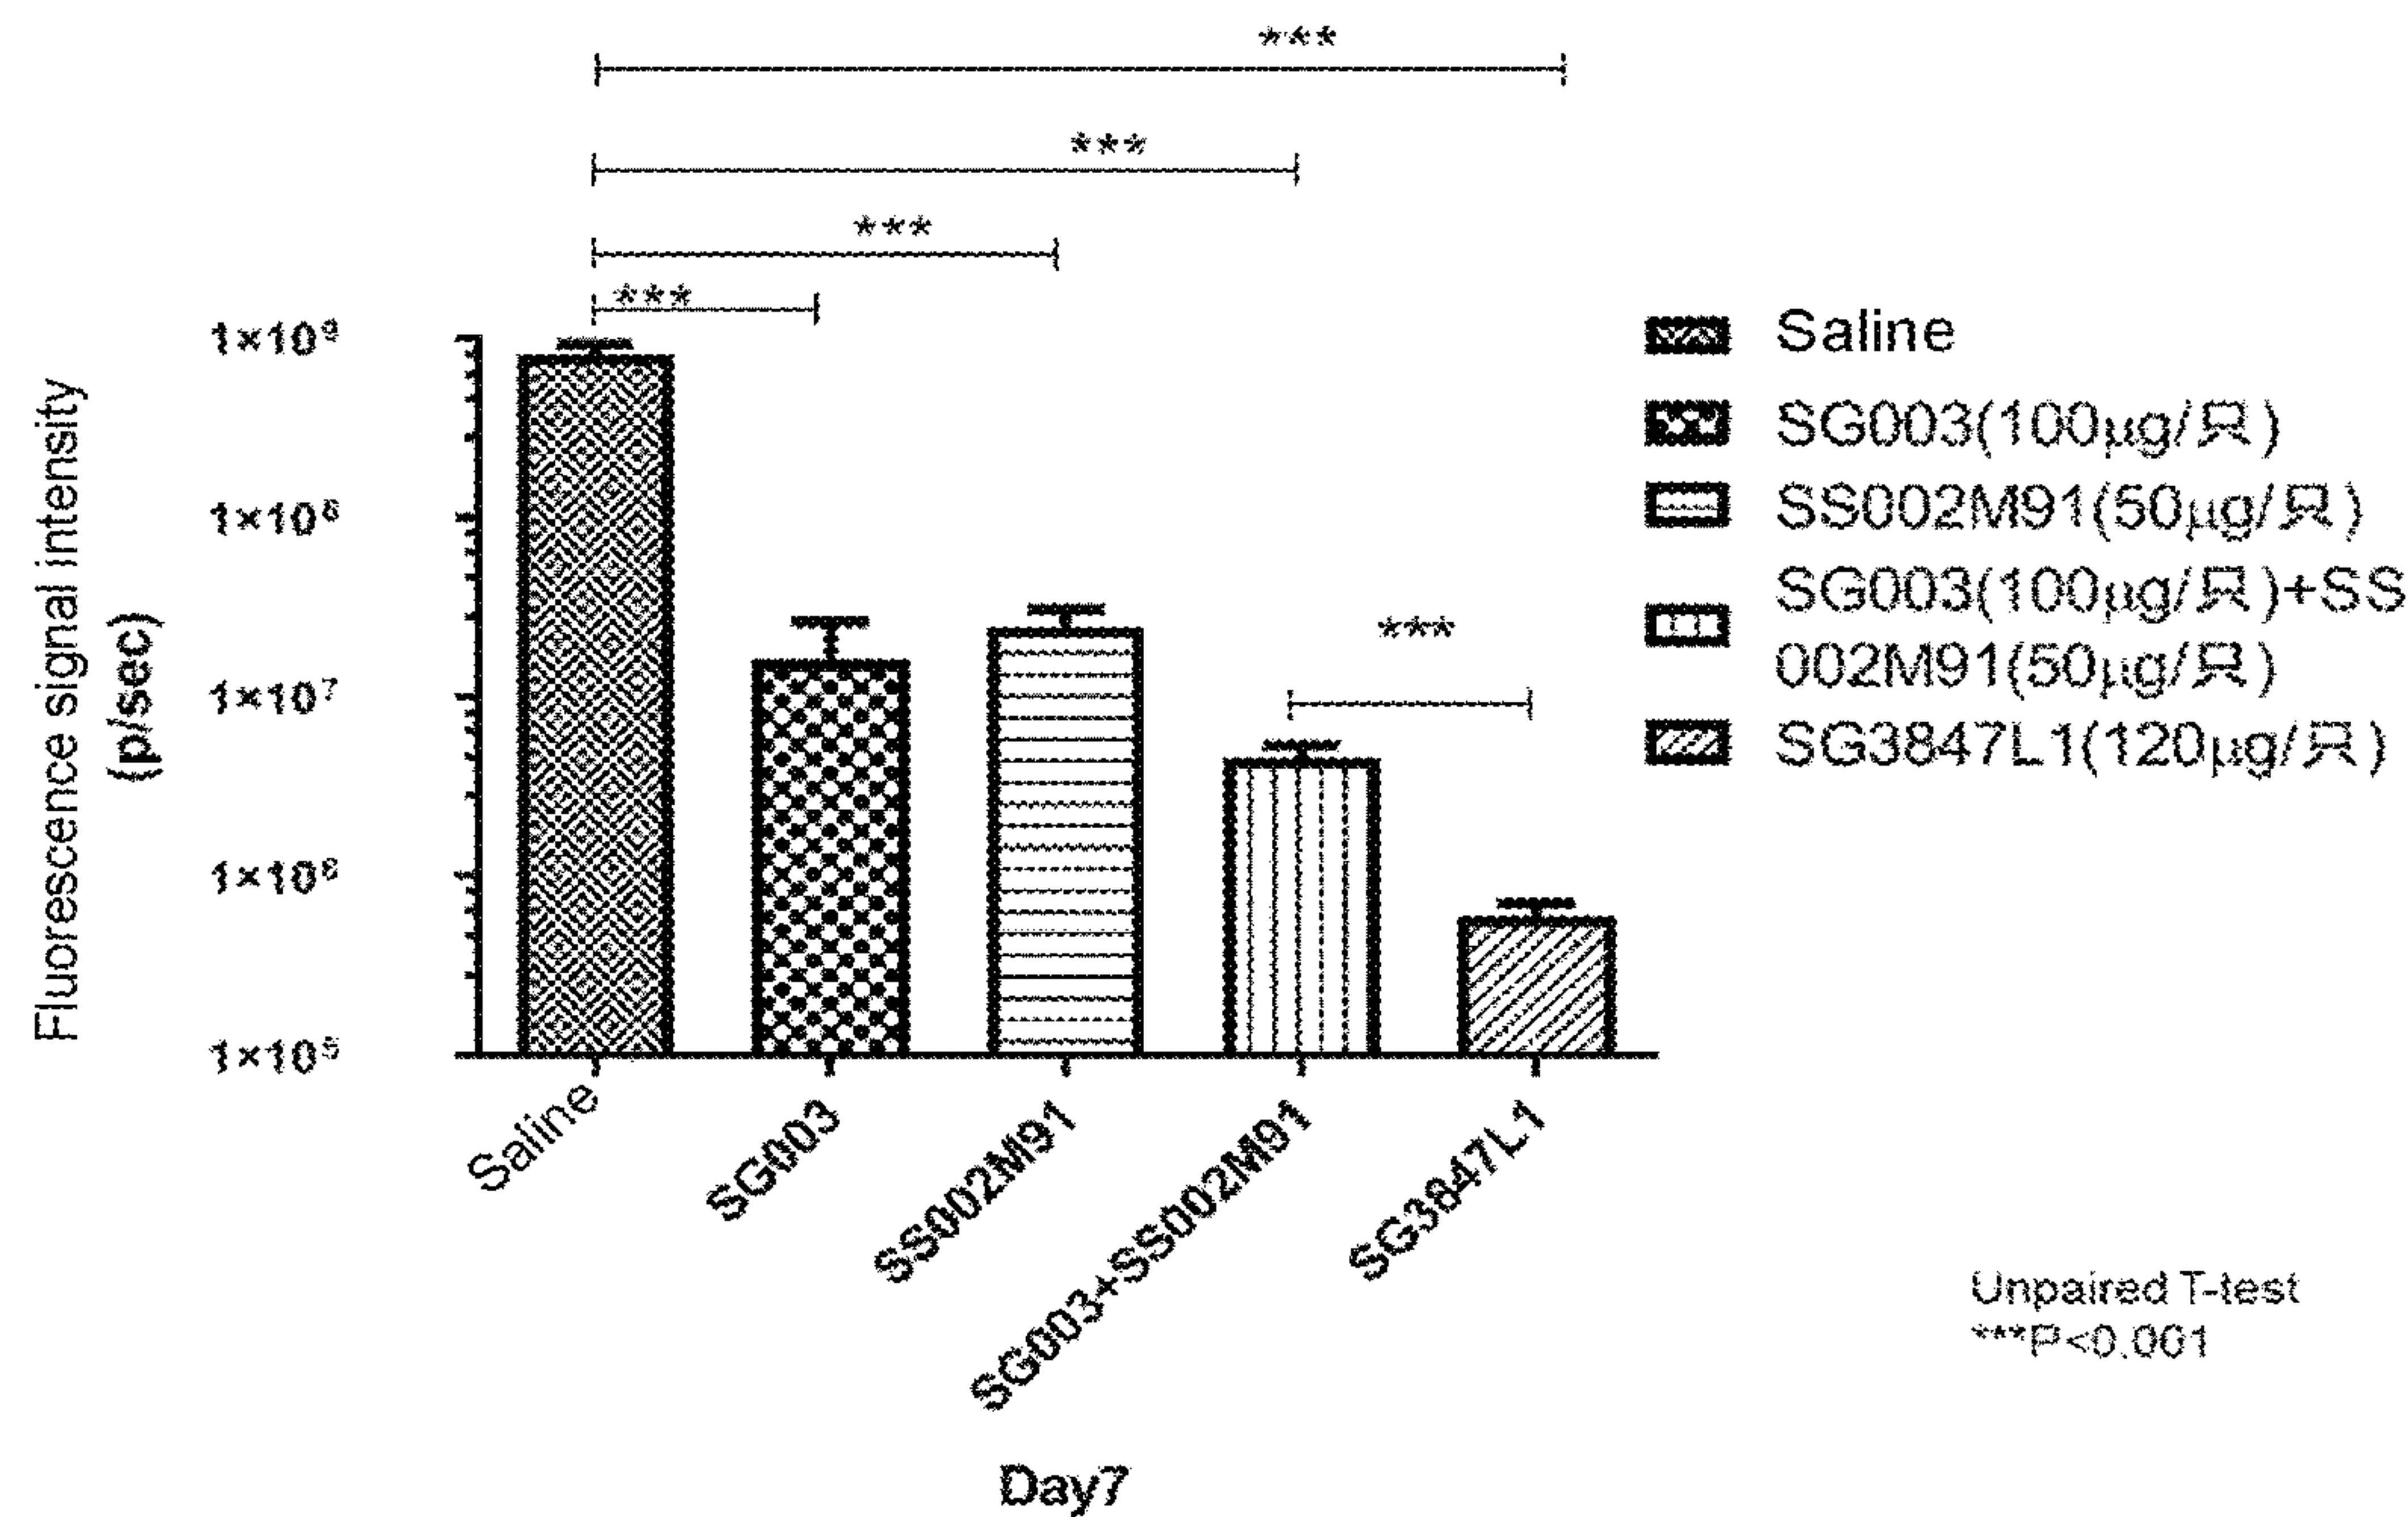 ***
***
***
***
1×10⁹
1×10⁸
1×10⁷
1×10⁶
1×10⁵
Fluorescence signal intensity
(p/sec)
***
Saline
SG003(100μg/只)
SS002M91(50μg/只)
SG003(100μg/只)+SS
002M91(50μg/只)
SG3847L1(120μg/只)
Saline
SG003
SS002M91
SG003+SS002M91
SG3847L1
Day7
Unpaired T-test
***P<0.001